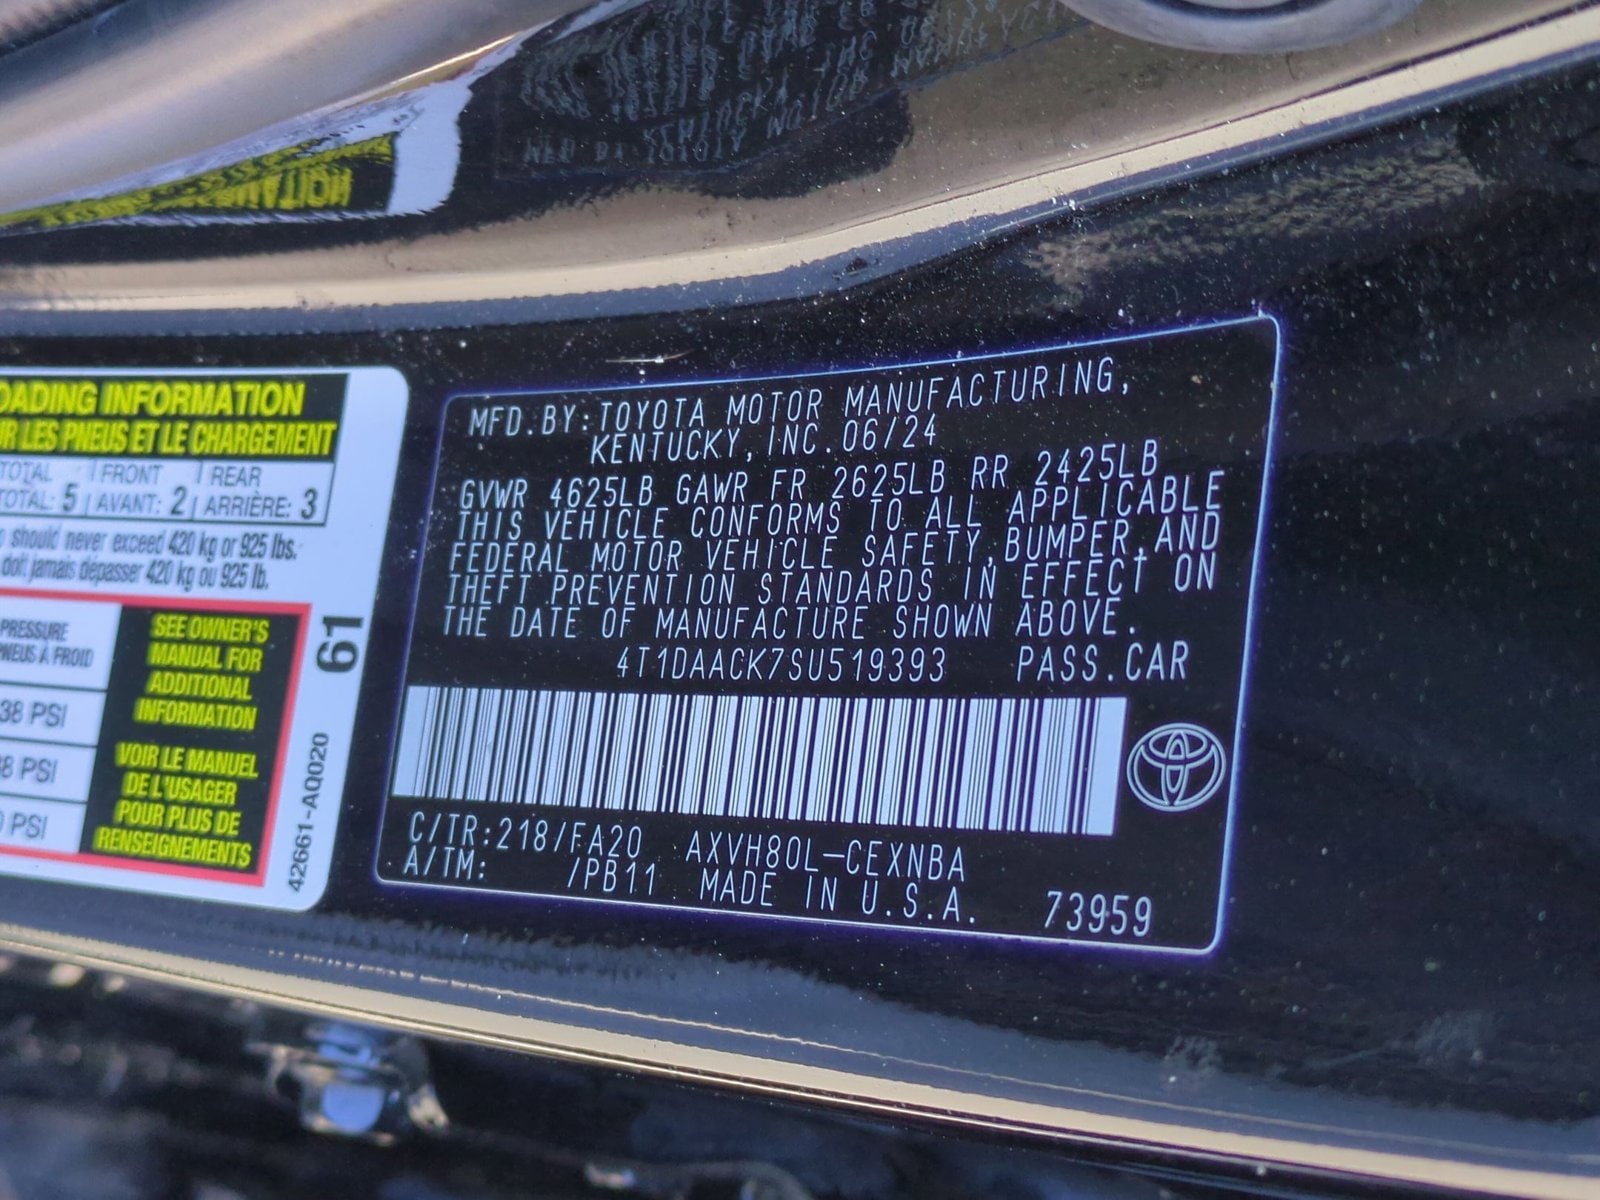 OADING INFORMATION
R LES PNEUS ET LE CHARGEMENT
TOTAL FRONT REAR
TOTAL: 5 AVANT: 2 ARRIÈRE: 3
should never exceed 420 kg or 925 lbs.
doit jamais dépasser 420 kg ou 925 lb.
PRESSURE
PNEUS À FROID
38 PSI
8 PSI
PSI
SEE OWNER'S
MANUAL FOR
ADDITIONAL
INFORMATION
VOIR LE MANUEL
DE L'USAGER
POUR PLUS DE
RENSEIGNEMENTS
61
42661-AQ020
MFD.BY:TOYOTA MOTOR MANUFACTURING,
KENTUCKY,INC.06/24
GVWR 4625LB GAWR FR 2625LB RR 2425LB
THIS VEHICLE CONFORMS TO ALL APPLICABLE
FEDERAL MOTOR VEHICLE SAFETY,BUMPER,AND
THEFT PREVENTION STANDARDS IN EFFECT ON
THE DATE OF MANUFACTURE SHOWN ABOVE.
4T1DAACK7SU519393 PASS.CAR
C/TR:218/FA20 AXVH80L-CEXNBA
A/TM: /PB11 MADE IN U.S.A. 73959